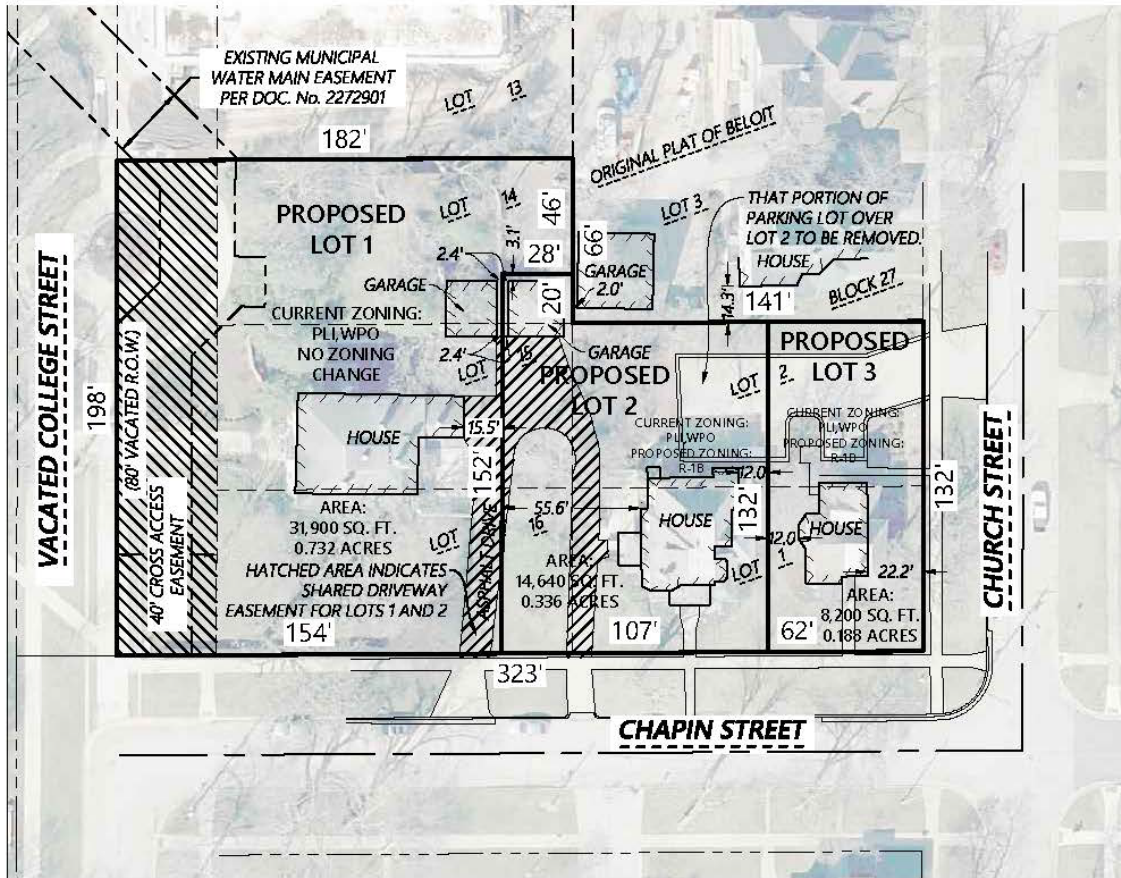 EXISTING MUNICIPAL
WATER MAIN EASEMENT
PER DOC. No. 2272901
182'
LOT 13
ORIGINAL PLAT OF BELOIT
PROPOSED
LOT 1
LOT 14
46'
3.1'
28'
2.4'
GARAGE
20'
66'
GARAGE
2.0'
LOT 3
THAT PORTION OF
PARKING LOT OVER
LOT 2 TO BE REMOVED.
HOUSE
14.3'
141'
BLOCK 27
CURRENT ZONING:
PLI,WPO
NO ZONING
CHANGE
2.4'
LOT 15
GARAGE
PROPOSED
LOT 2
CURRENT ZONING:
PLI,WPO
PROPOSED ZONING:
R-1B
LOT 2
PROPOSED
LOT 3
CURRENT ZONING:
PLI,WPO
PROPOSED ZONING:
R-1B
VACATED COLLEGE STREET
198'
(80' VACATED R.O.W.)
40' CROSS ACCESS
EASEMENT
HOUSE
15.5'
152'
AREA:
31,900 SQ. FT.
0.732 ACRES
LOT 16
HATCHED AREA INDICATES
SHARED DRIVEWAY
EASEMENT FOR LOTS 1 AND 2
ASPHALT DRIVE
55.6'
AREA:
14,640 SQ. FT.
0.336 ACRES
HOUSE
12.0
132'
LOT 1
12.0
HOUSE
22.2'
AREA:
8,200 SQ. FT.
0.188 ACRES
132'
CHURCH STREET
154'
107'
62'
323'
CHAPIN STREET